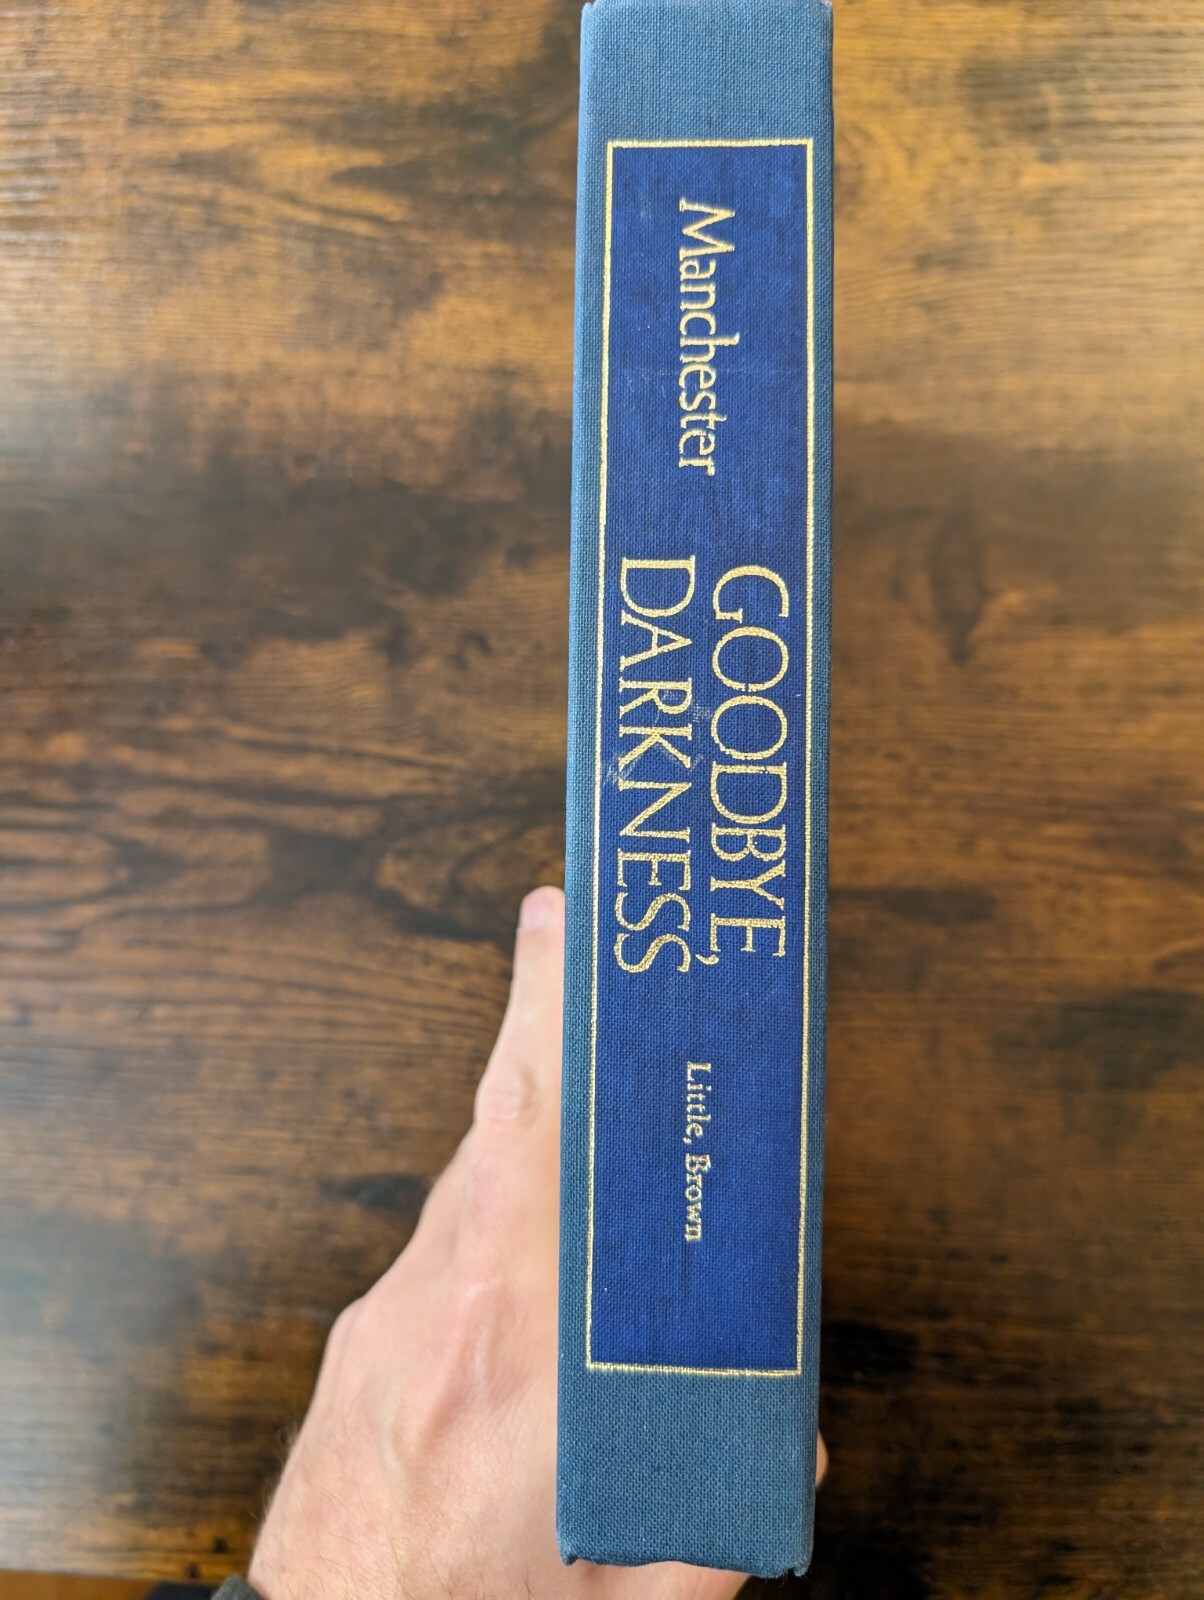 Manchester
GOODBYE,
DARKNESS
Little, Brown